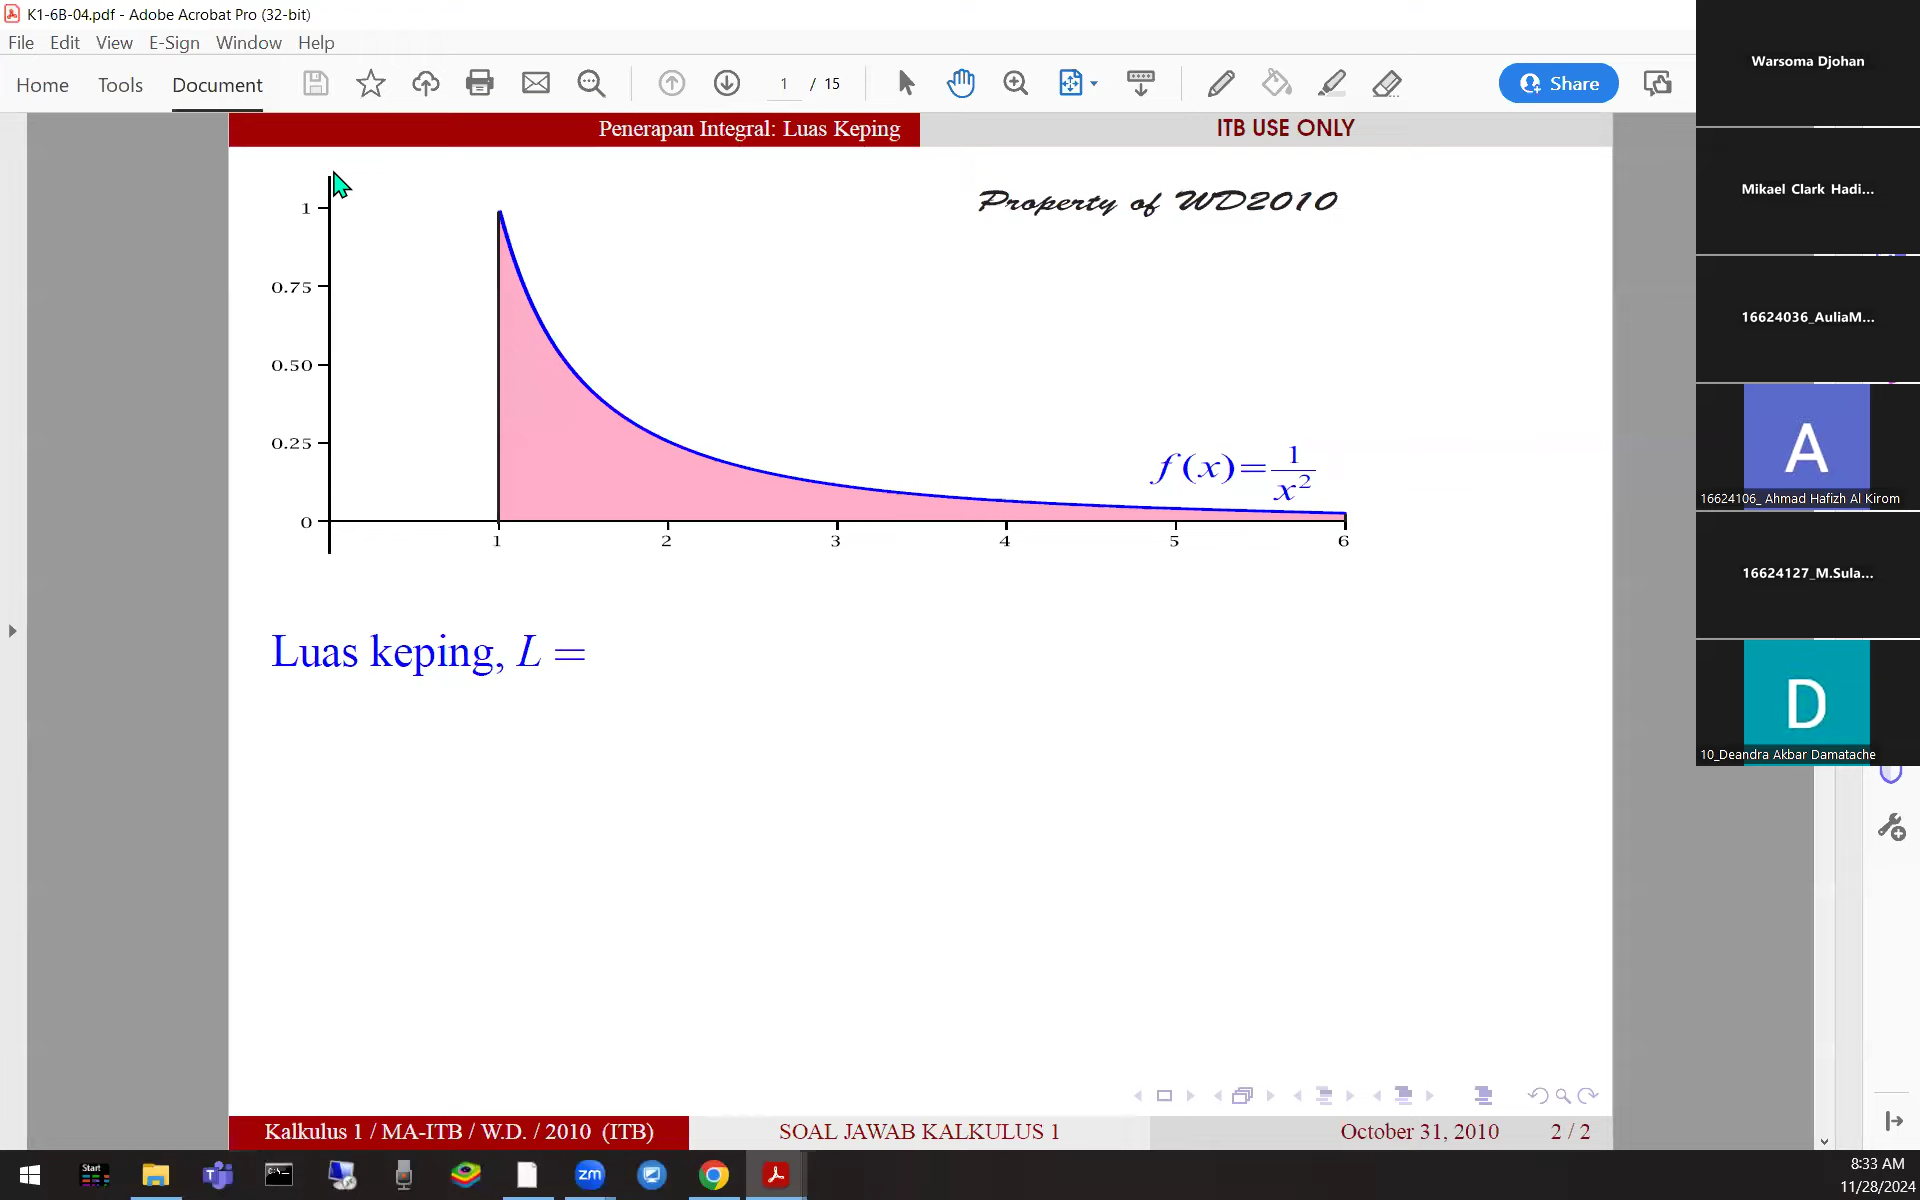 K1-6B-04.pdf - Adobe Acrobat Pro (32-bit)
File Edit View E-Sign Window Help
Home Tools Document
1 / 15
Share
Penerapan Integral: Luas Keping
ITB USE ONLY
Property of WD2010
1
0.75
0.50
0.25
0
1 2 3 4 5 6
f(x)=1/x²
Luas keping, L =
Kalkulus 1 / MA-ITB / W.D. / 2010 (ITB)
SOAL JAWAB KALKULUS 1
October 31, 2010 2 / 2
Warsoma Djohan
Mikael Clark Hadi...
16624036_AuliaM...
A
16624106_ Ahmad Hafizh Al Kirom
16624127_M.Sula...
D
10_Deandra Akbar Damatache
Start
zm
8:33 AM
11/28/2024